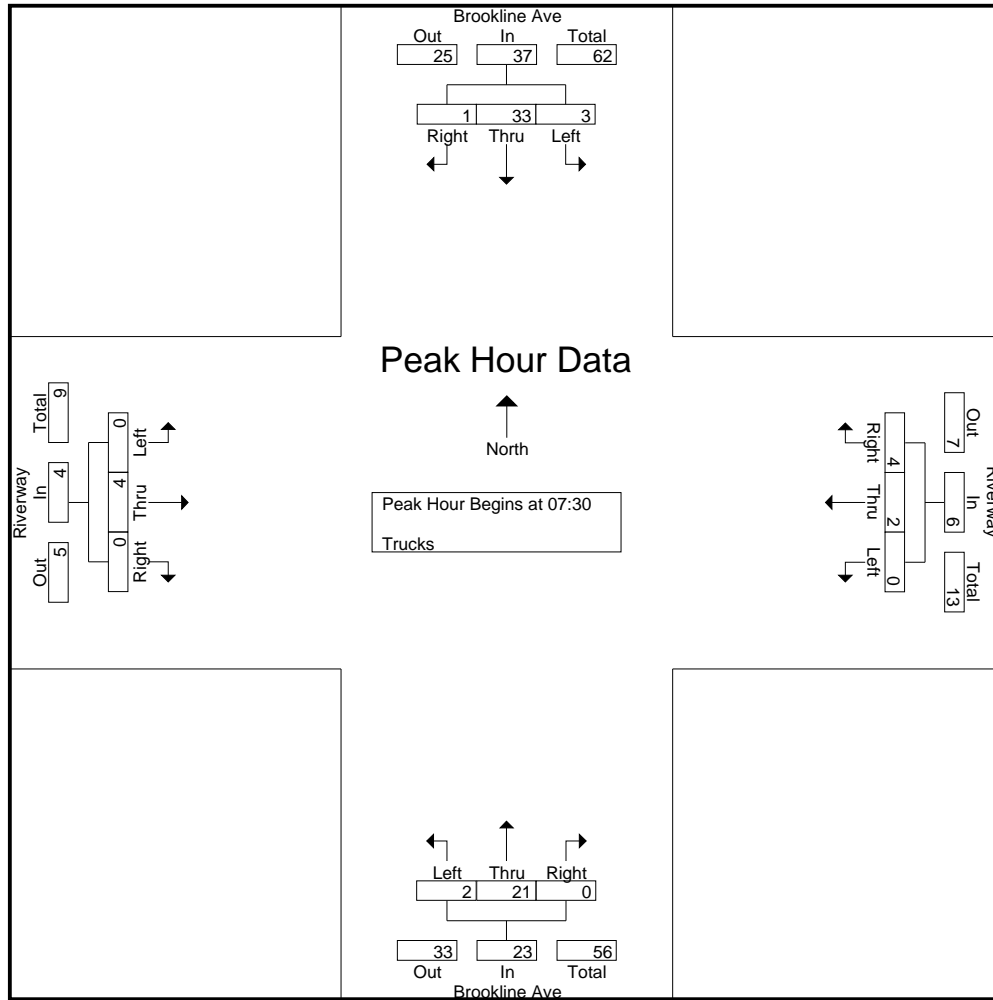 Brookline Ave
Out In Total
25 37 62
1 33 3
Right Thru Left
Peak Hour Data
North
Peak Hour Begins at 07:30
Trucks
Riverway
Total In Out
9 4 5
0 4 0
Left Thru Right
Right Thru Left
4 2 0
Out In Total
7 6 13
Riverway
Left Thru Right
2 21 0
33 23 56
Out In Total
Brookline Ave